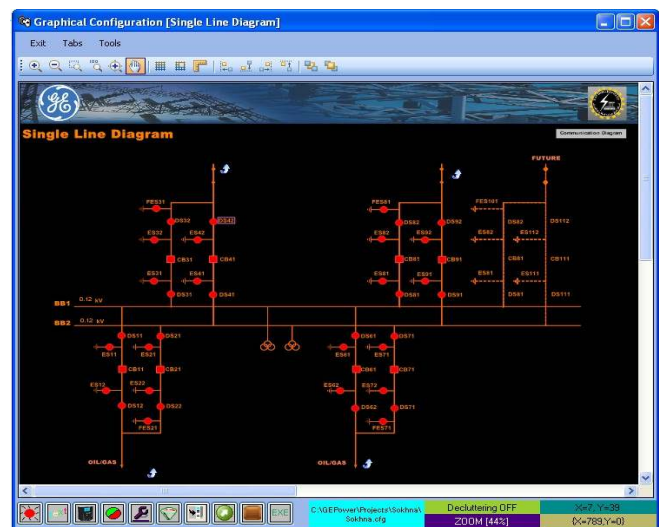 Graphical Configuration [Single Line Diagram]
Exit Tabs Tools
Single Line Diagram
Communication Diagram
FUTURE
FES31 FES81 FES101
DS32 DS42 DS82 DS92 DS82 DS112
ES32 ES42 ES82 ES92 ES82 ES112
CB31 CB41 CB81 CB91 CB81 CB111
ES31 ES41 ES81 ES91 ES81 ES111
DS31 DS41 DS81 DS91 DS81 DS111
BB1 0.12 kV
BB2 0.12 kV
DS11 DS21 DS61 DS71
ES11 ES21 ES61 ES71
CB11 CB21 CB61 CB71
ES12 ES22 ES62 ES72
DS12 DS22 DS62 DS71
FES21 FES71
OIL/GAS OIL/GAS
EXE
C:\GEPower\Projects\Sokhna\
Sokhna.cfg
Decluttering OFF
ZOOM [44%]
X=7, Y=39
(X=789,Y=0)